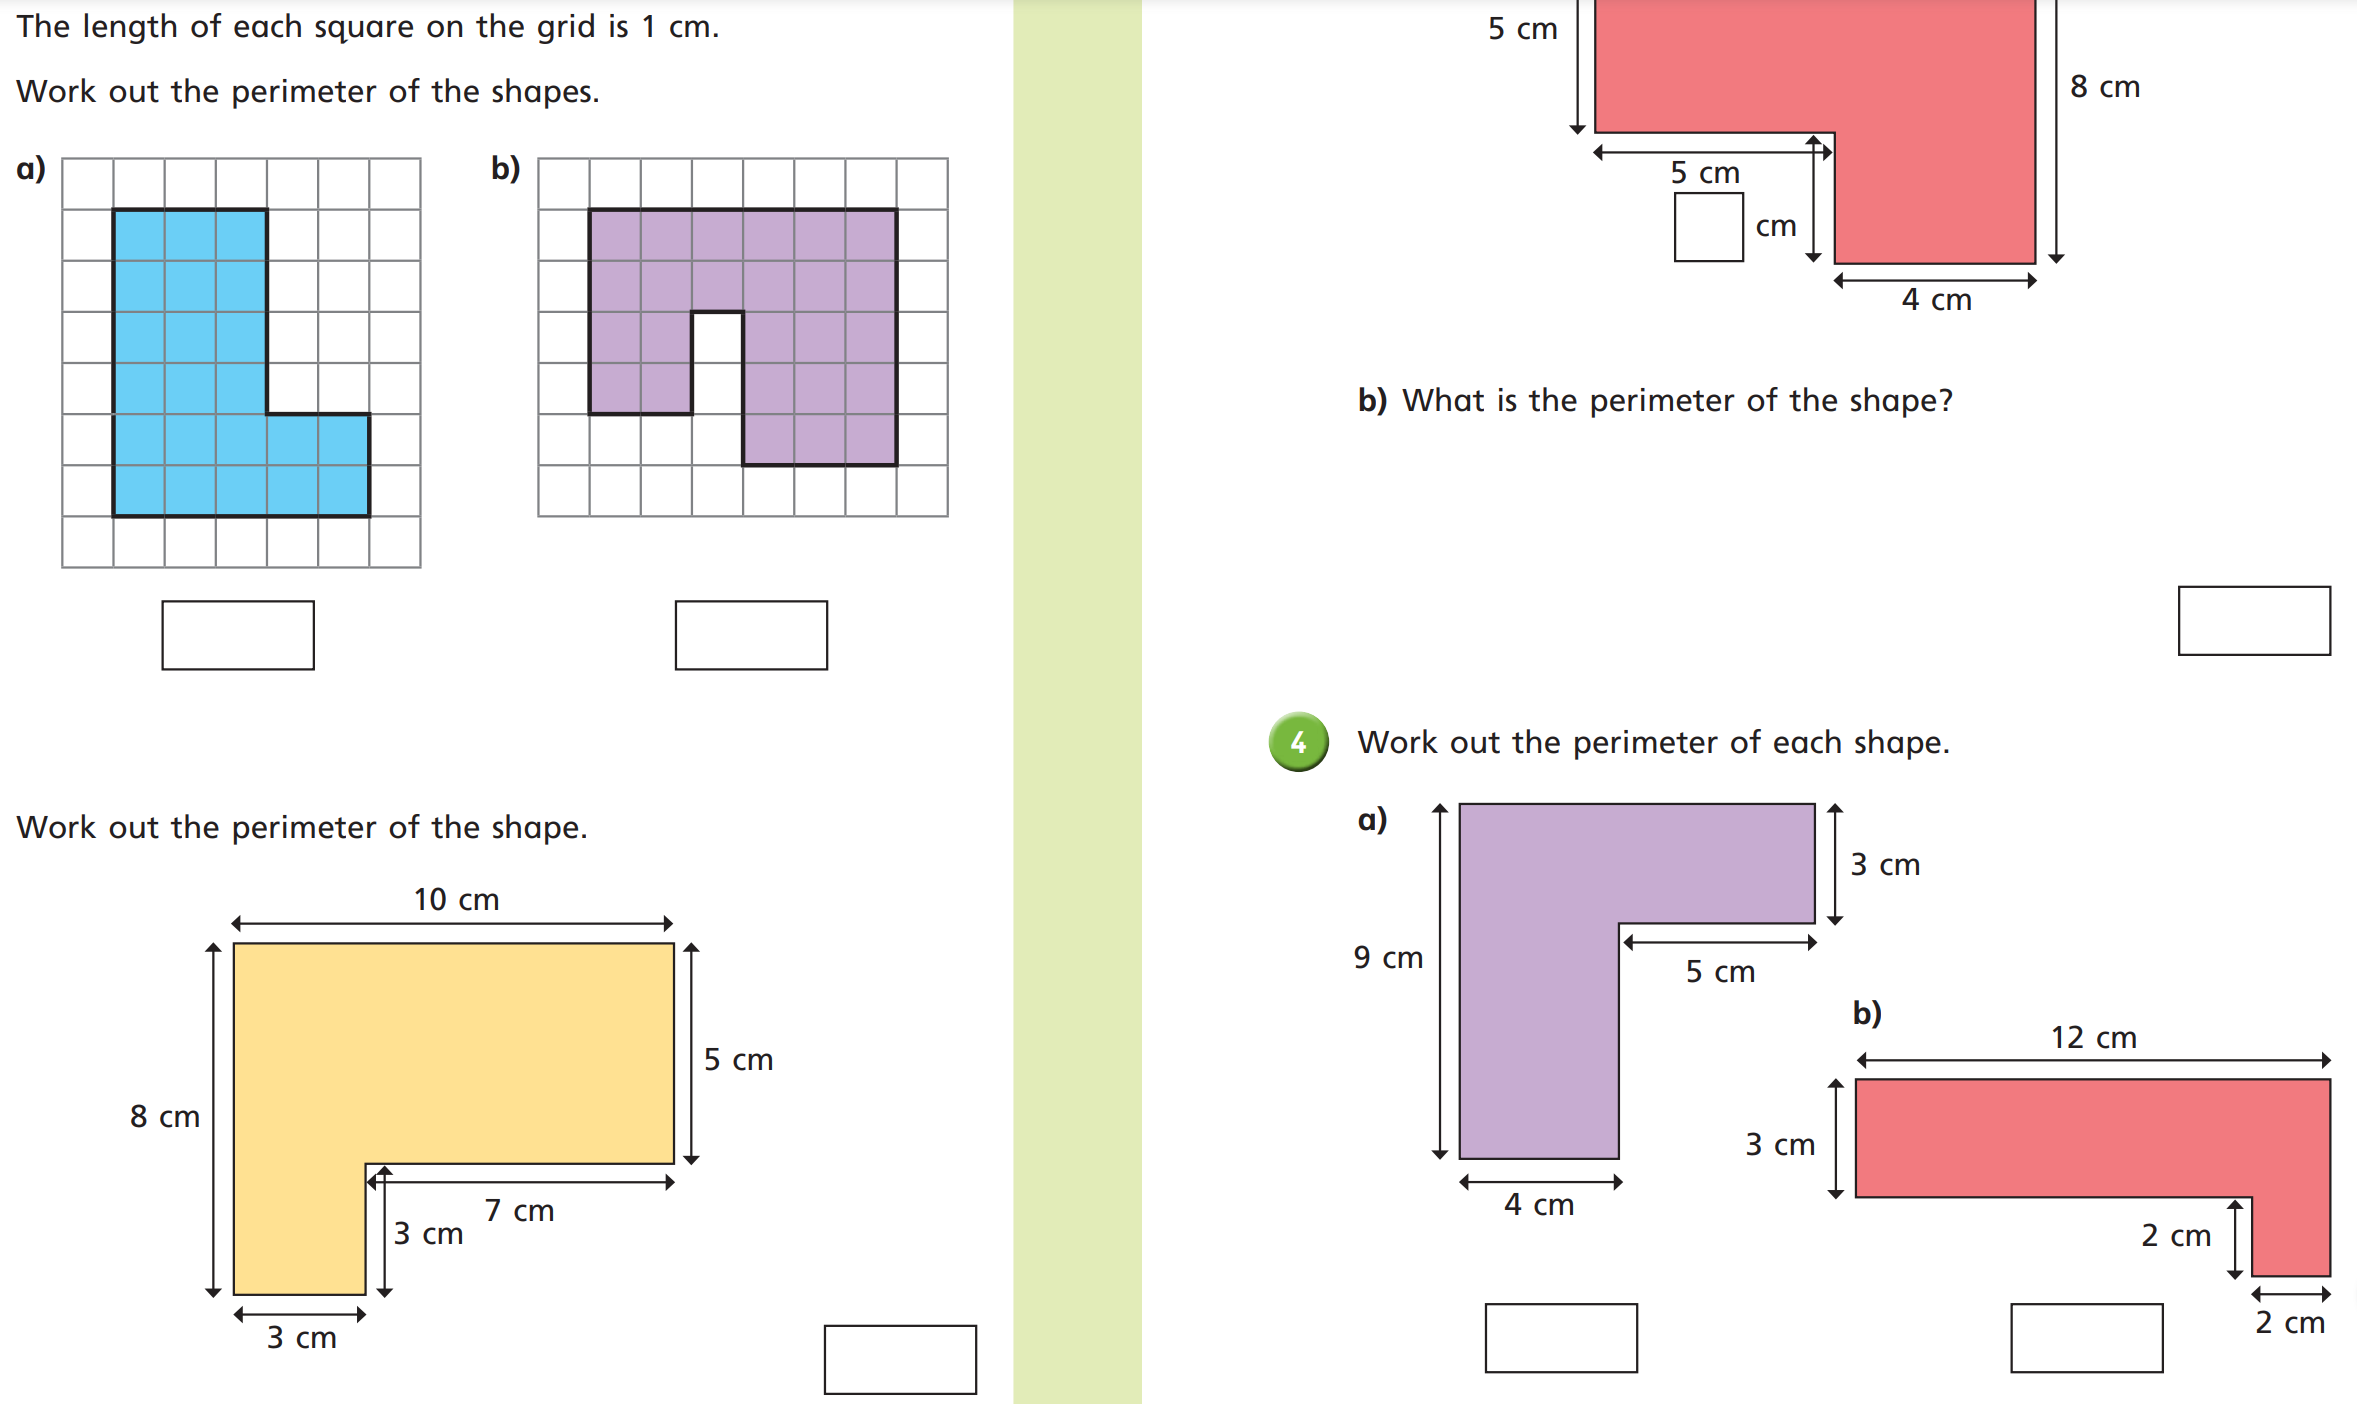 The length of each square on the grid is 1 cm.
Work out the perimeter of the shapes.
a)
b)
Work out the perimeter of the shape.
10 cm
8 cm
5 cm
7 cm
3 cm
3 cm
5 cm
8 cm
5 cm
cm
4 cm
b) What is the perimeter of the shape?
4 Work out the perimeter of each shape.
a)
3 cm
9 cm
5 cm
4 cm
b)
12 cm
3 cm
2 cm
2 cm